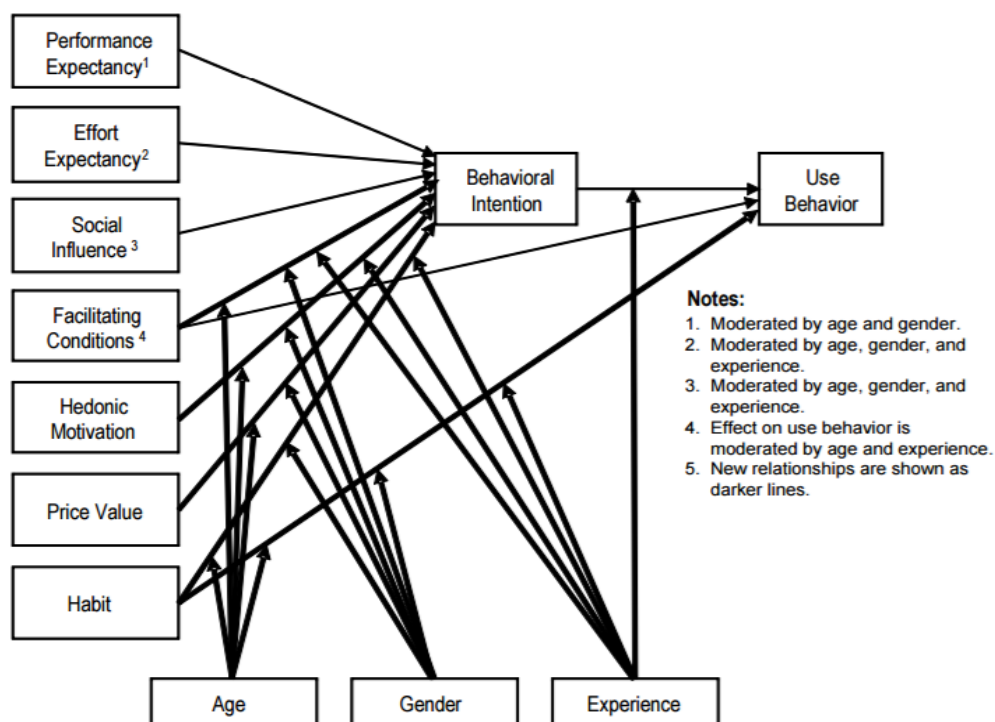 Performance
Expectancy1
Effort
Expectancy2
Social
Influence 3
Facilitating
Conditions 4
Hedonic
Motivation
Price Value
Habit
Behavioral
Intention
Use
Behavior
Notes:
1. Moderated by age and gender.
2. Moderated by age, gender, and
experience.
3. Moderated by age, gender, and
experience.
4. Effect on use behavior is
moderated by age and experience.
5. New relationships are shown as
darker lines.
Age
Gender
Experience